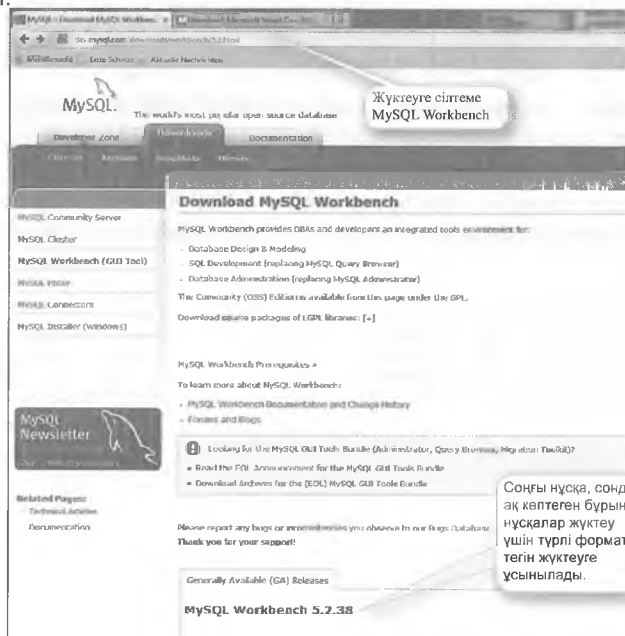 MySQL
dev.mysql.com/downloads/workbench/5.2.html
Aktuelle Nachrichten
Жүктеуге сілтеме
MySQL Workbench
MySQL.
The world's most popular open source database
Developer Zone
Downloads
Documentation
Download MySQL Workbench
MySQL Community Server
MySQL Cluster
MySQL Workbench (GUI Tool)
MySQL Proxy
MySQL Connectors
MySQL Installer (Windows)
MySQL Workbench provides DBAs and developers an integrated tools environment for:
- Database Design & Modeling
- SQL Development (replacing MySQL Query Browser)
- Database Administration (replacing MySQL Administrator)
The Community (OSS) Edition is available from this page under the GPL.
Download source packages of LGPL libraries: [+]
MySQL Workbench Prerequisites »
To learn more about MySQL Workbench:
- MySQL Workbench Documentation and Change History
- Forums and Blogs
MySQL
Newsletter
Looking for the MySQL GUI Tools Bundle (Administrator, Query Browser, Migration Toolkit)?
• Read the EOL Announcement for the MySQL GUI Tools Bundle
• Download Archives for the (EOL) MySQL GUI Tools Bundle
Related Pages:
Technical Articles
Documentation
Please report any bugs or inconsistencies you observe to our Bugs Database.
Thank you for your support!
Соңғы нұсқа, сонд
ақ көптеген бұрын
нұсқалар жүктеу
үшін түрлі формат
тегін жүктеуге
ұсынылады.
Generally Available (GA) Releases
MySQL Workbench 5.2.38